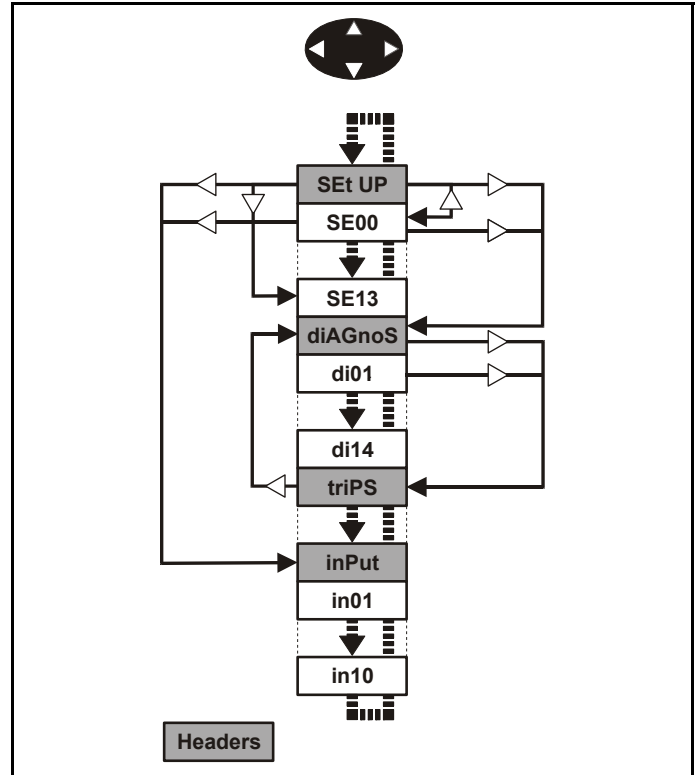 SEt UP
SE00
SE13
diAGnoS
di01
di14
triPS
inPut
in01
in10
Headers